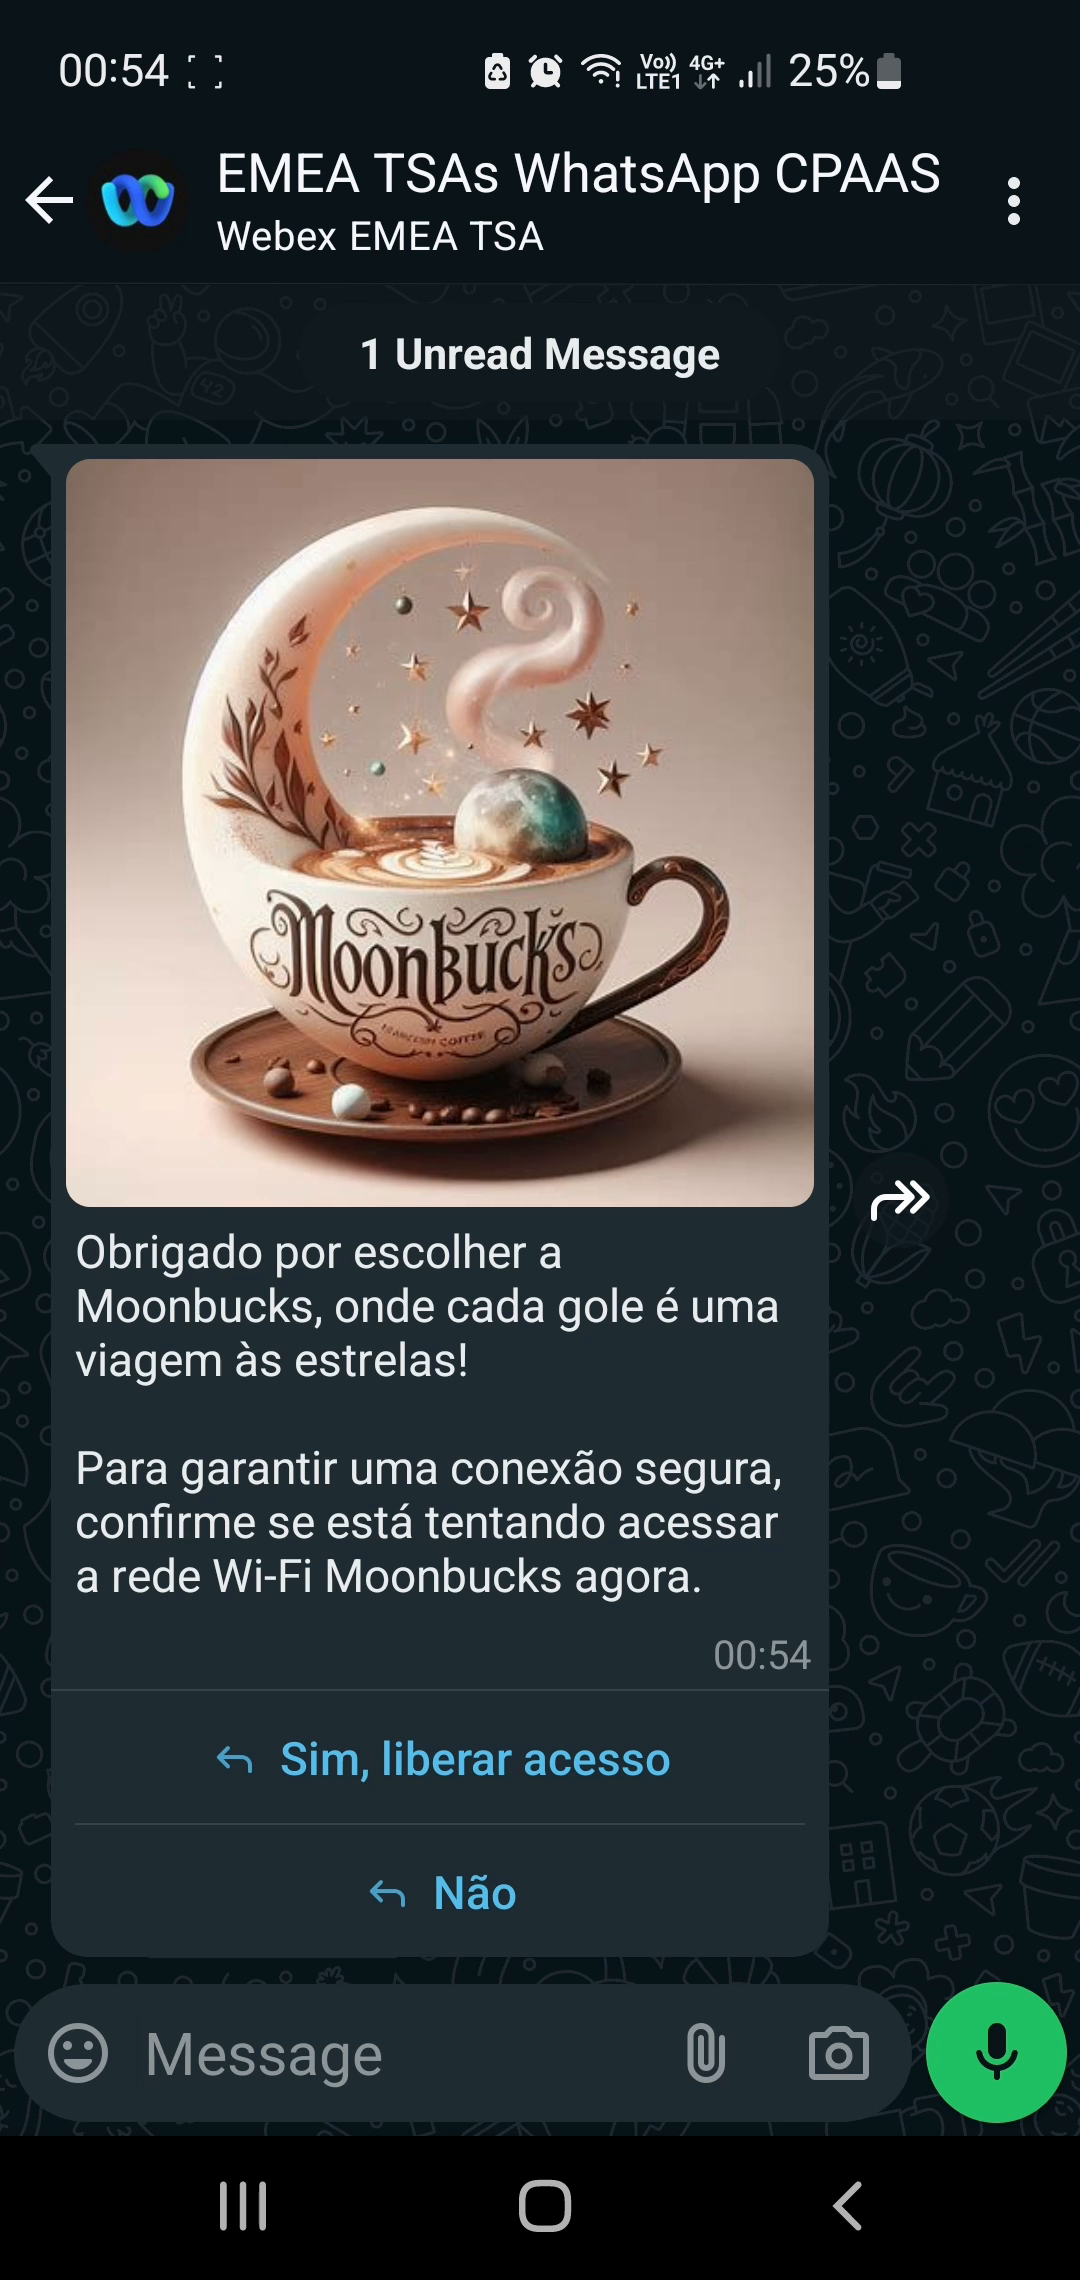 00:54
Vo)) 4G+ 25%
LTE1
EMEA TSAs WhatsApp CPAAS
Webex EMEA TSA
1 Unread Message
Moonbucks
COFFEE
Obrigado por escolher a
Moonbucks, onde cada gole é uma
viagem às estrelas!
Para garantir uma conexão segura,
confirme se está tentando acessar
a rede Wi-Fi Moonbucks agora.
00:54
Sim, liberar acesso
Não
Message